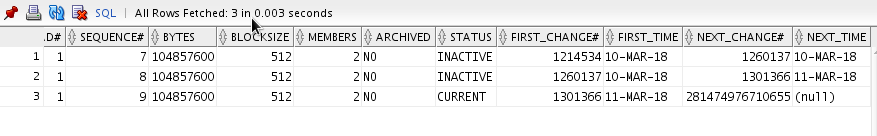 SQL | All Rows Fetched: 3 in 0.003 seconds
.D# SEQUENCE# BYTES BLOCKSIZE MEMBERS ARCHIVED STATUS FIRST_CHANGE# FIRST_TIME NEXT_CHANGE# NEXT_TIME
1 1 7 104857600 512 2 NO INACTIVE 1214534 10-MAR-18 1260137 10-MAR-18
2 1 8 104857600 512 2 NO INACTIVE 1260137 10-MAR-18 1301366 11-MAR-18
3 1 9 104857600 512 2 NO CURRENT 1301366 11-MAR-18 281474976710655 (null)